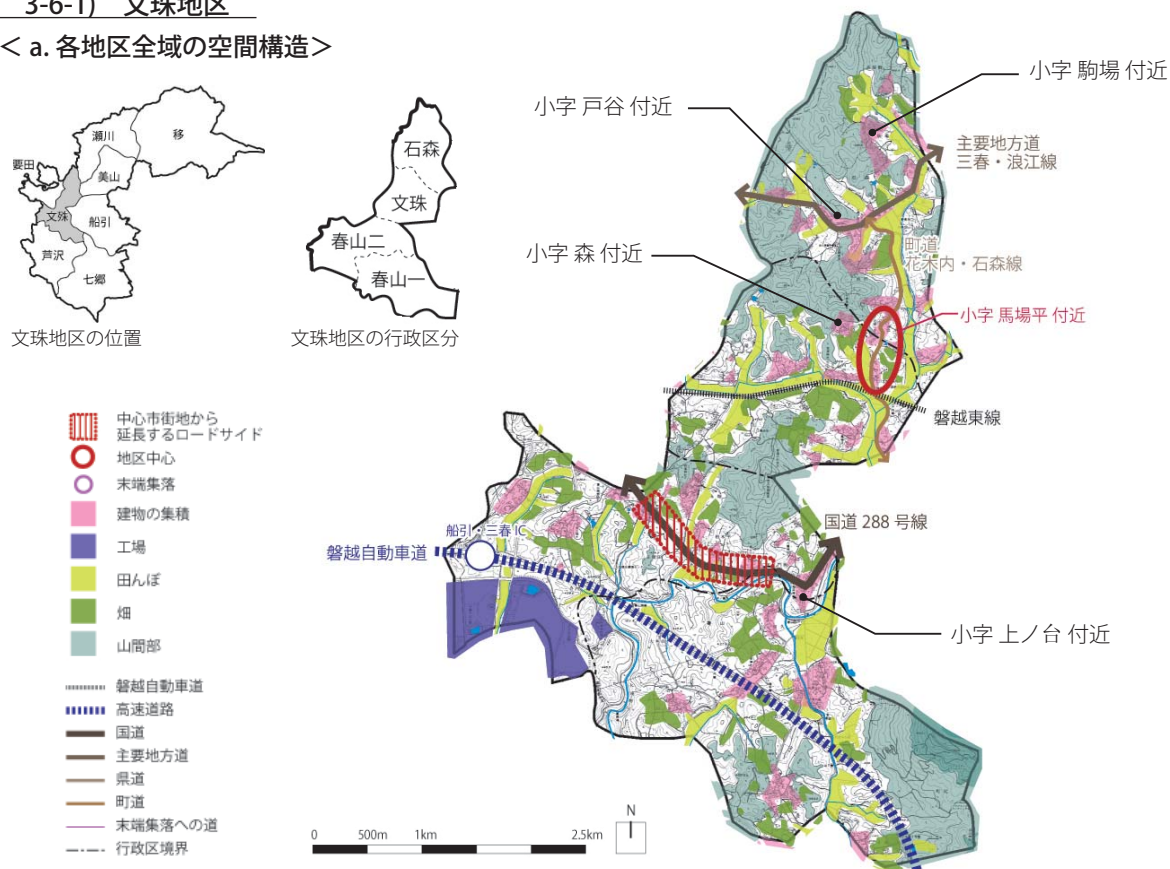 3-6-1) 文珠地区
< a. 各地区全域の空間構造>
瀬川
移
要田
美山
文殊
船引
芦沢
七郷
文珠地区の位置
石森
文珠
春山二
春山一
文珠地区の行政区分
小字 駒場 付近
小字 戸谷 付近
主要地方道
三春・浪江線
小字 森 付近
町道
花木内・石森線
小字 馬場平 付近
磐越東線
国道 288 号線
船引・三春 IC
磐越自動車道
小字 上ノ台 付近
中心市街地から
延長するロードサイド
地区中心
末端集落
建物の集積
工場
田んぼ
畑
山間部
磐越自動車道
高速道路
国道
主要地方道
県道
町道
末端集落への道
行政区境界
0 500m 1km 2.5km
N